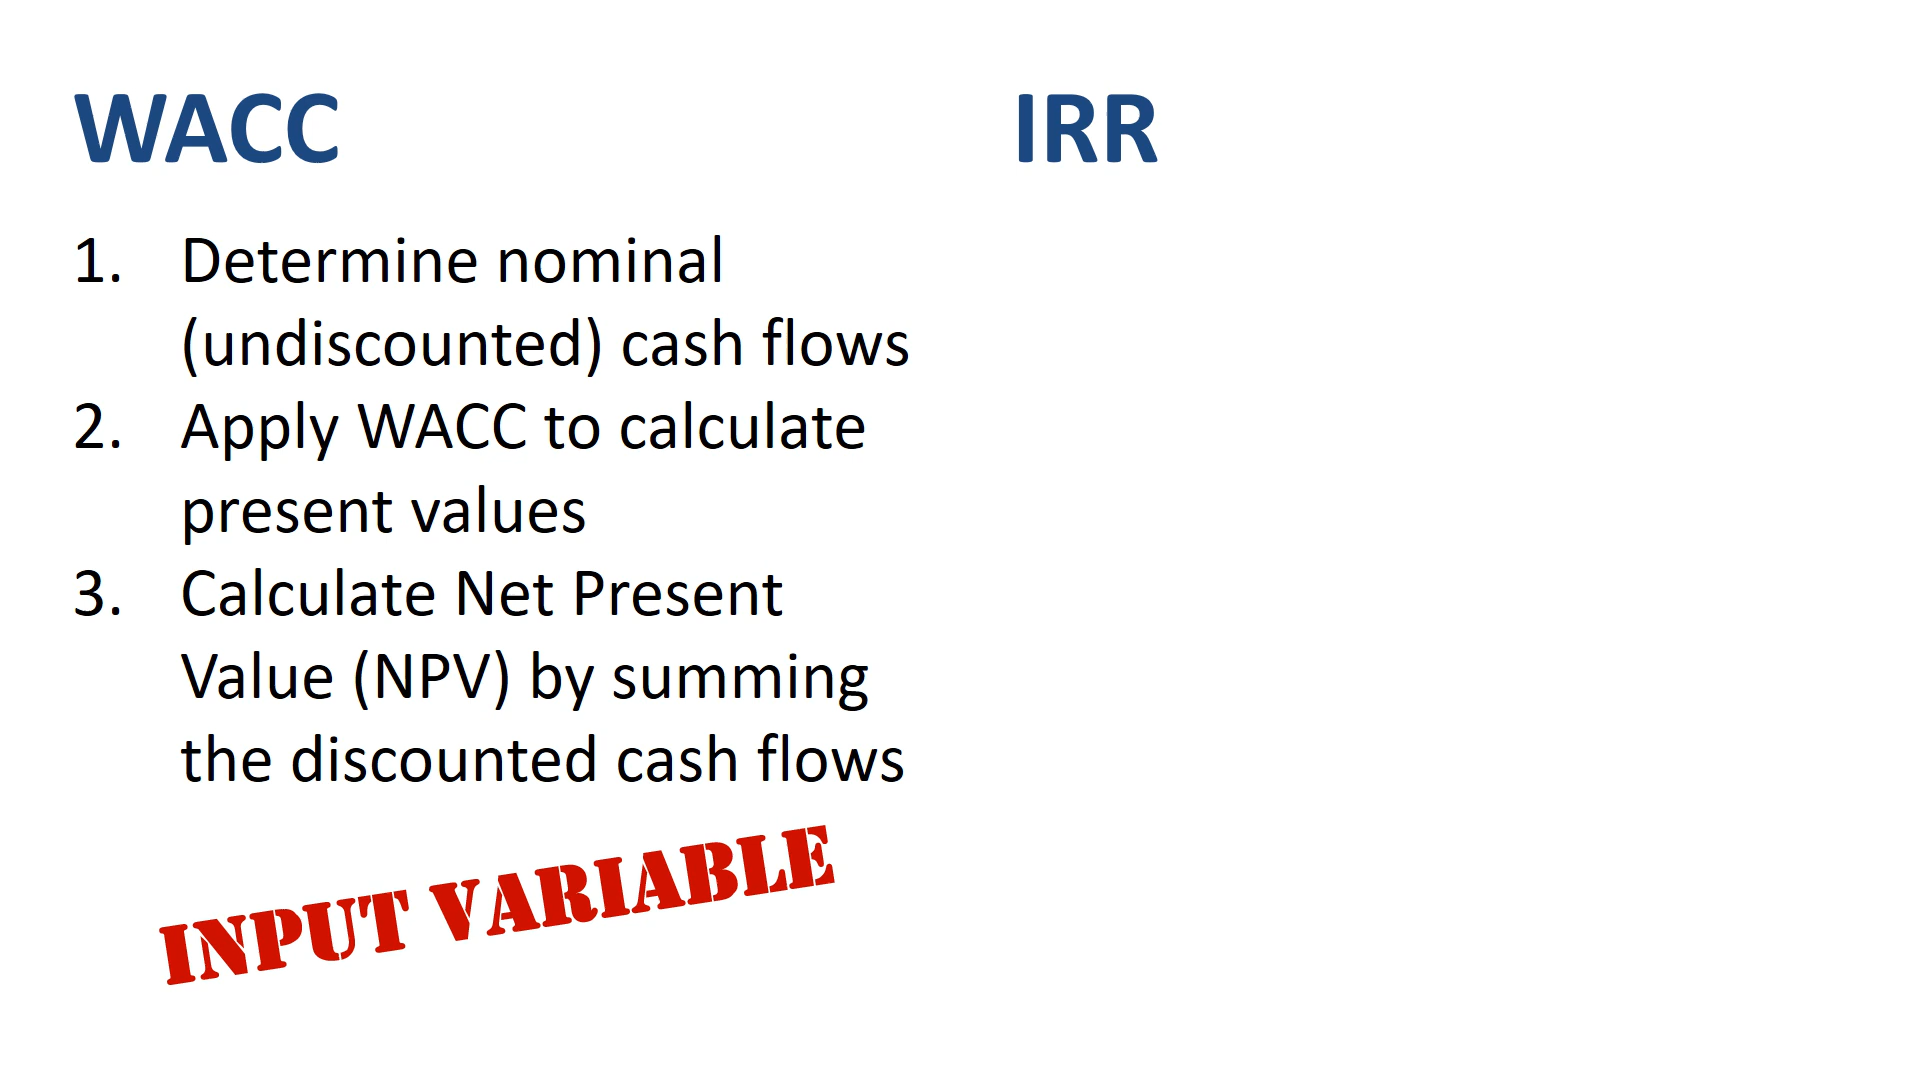 WACC
1. Determine nominal
(undiscounted) cash flows
2. Apply WACC to calculate
present values
3. Calculate Net Present
Value (NPV) by summing
the discounted cash flows
INPUT VARIABLE
IRR